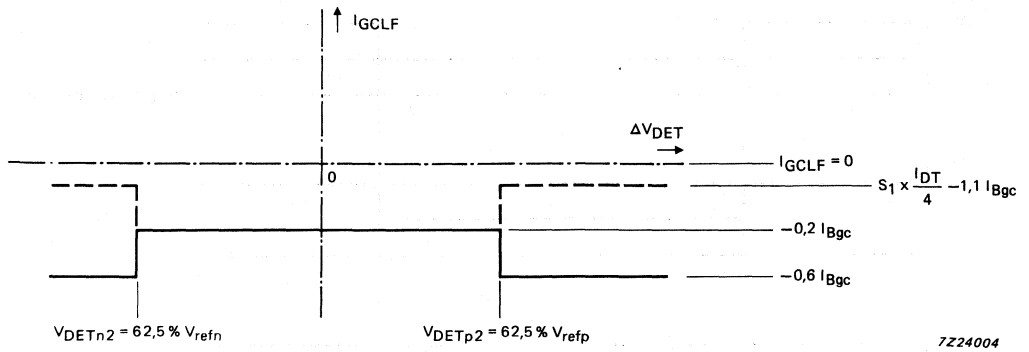 I_GCLF
ΔV_DET
0
I_GCLF = 0
S_1 x I_DT/4 −1,1 I_Bgc
−0,2 I_Bgc
−0,6 I_Bgc
V_DETn2 = 62,5 % V_refn
V_DETp2 = 62,5 % V_refp
7Z24004